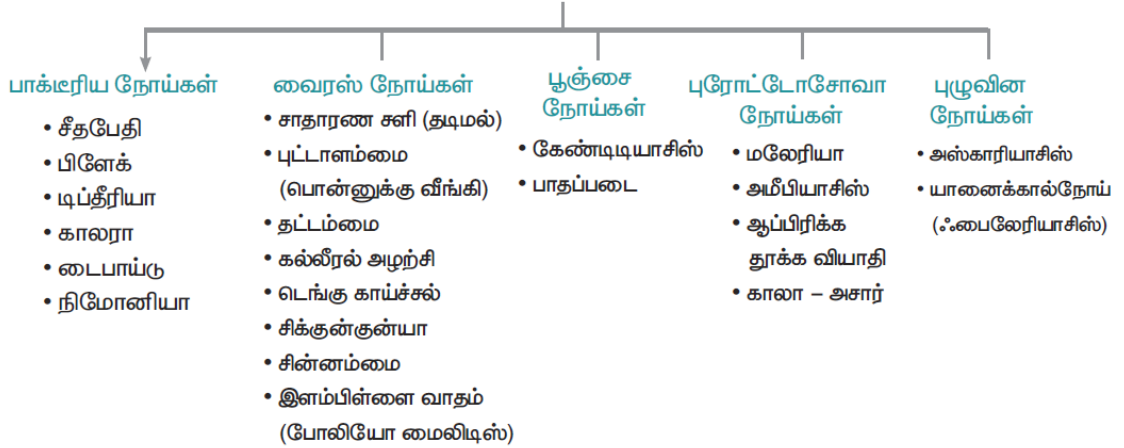 பாக்டீரிய நோய்கள்
• சீதபேதி
• பிளேக்
• டிப்தீரியா
• காலரா
• டைபாய்டு
• நிமோனியா
வைரஸ் நோய்கள்
• சாதாரண சளி (தடிமல்)
• புட்டாளம்மை
(பொன்னுக்கு வீங்கி)
• தட்டம்மை
• கல்லீரல் அழற்சி
• டெங்கு காய்ச்சல்
• சிக்குன்குன்யா
• சின்னம்மை
• இளம்பிள்ளை வாதம்
(போலியோ மைலிடிஸ்)
பூஞ்சை
நோய்கள்
• கேண்டிடியாசிஸ்
• பாதப்படை
புரோட்டோசோவா
நோய்கள்
• மலேரியா
• அமீபியாசிஸ்
• ஆப்பிரிக்க
தூக்க வியாதி
• காலா – அசார்
புழுவின
நோய்கள்
• அஸ்காரியாசிஸ்
• யானைக்கால்நோய்
(ஃபைலேரியாசிஸ்)